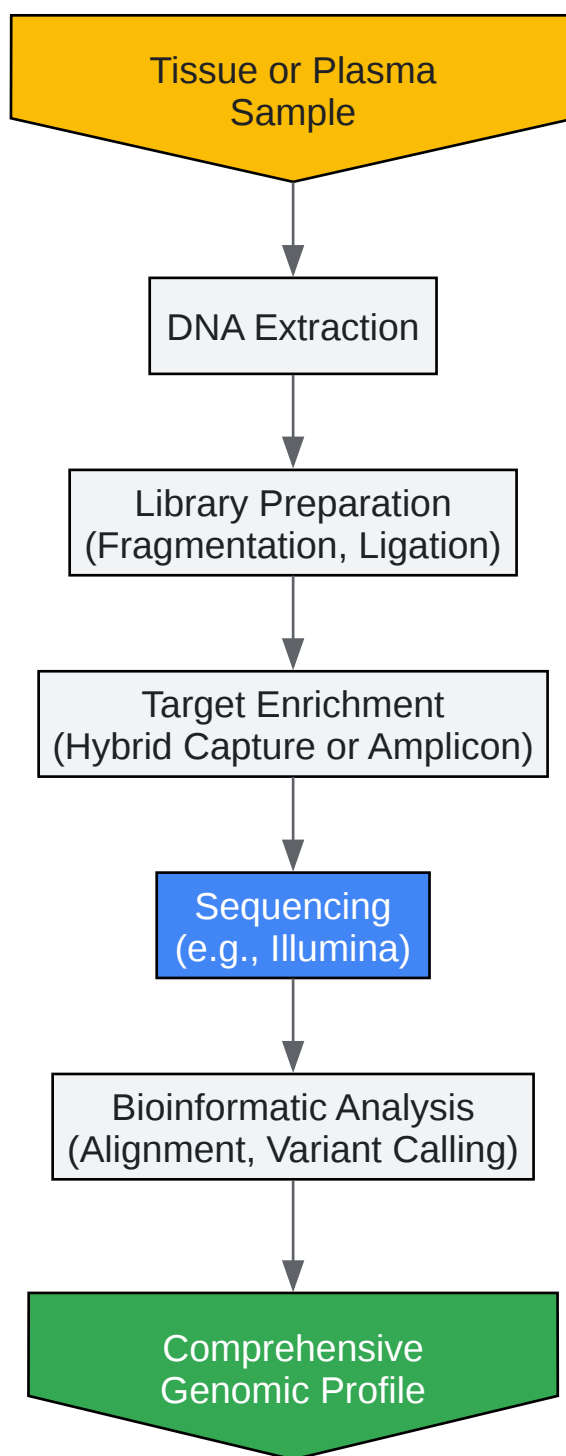 Tissue or Plasma
Sample
DNA Extraction
Library Preparation
(Fragmentation, Ligation)
Target Enrichment
(Hybrid Capture or Amplicon)
Sequencing
(e.g., Illumina)
Bioinformatic Analysis
(Alignment, Variant Calling)
Comprehensive
Genomic Profile